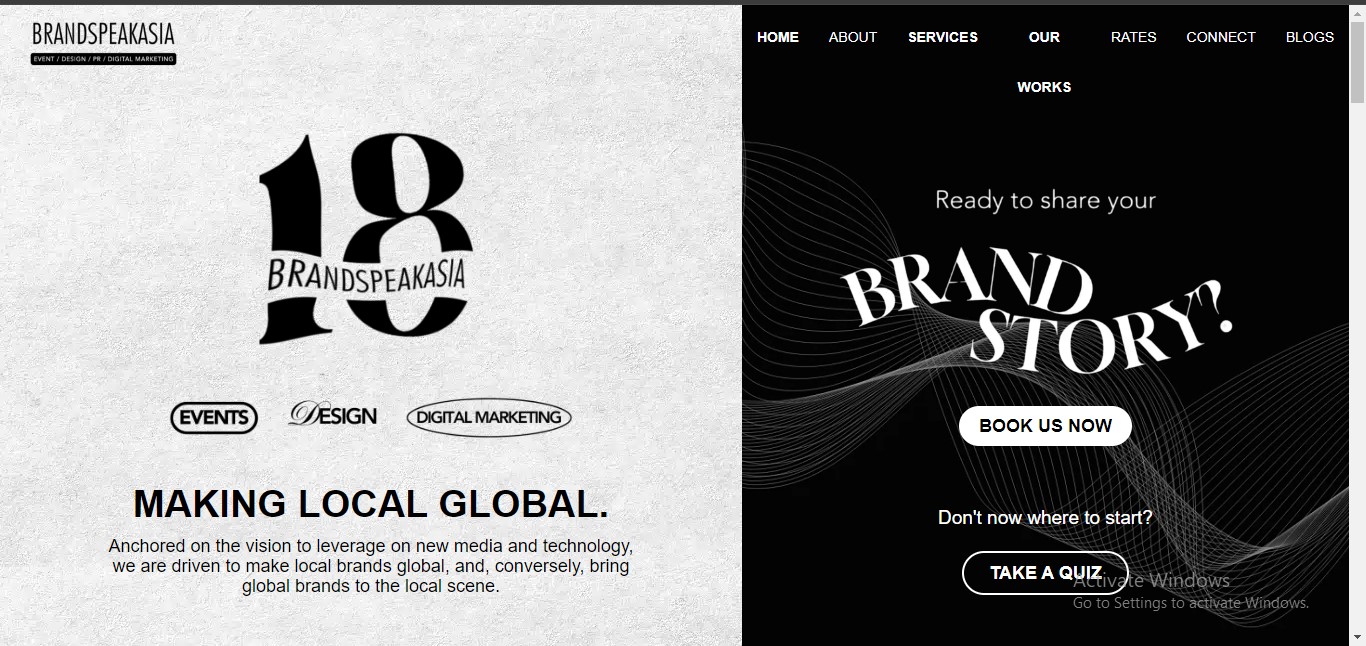 BRANDSPEAKASIA
EVENT / DESIGN / PR / DIGITAL MARKETING
HOME ABOUT SERVICES OUR WORKS RATES CONNECT BLOGS
18
BRANDSPEAKASIA
EVENTS DESIGN DIGITAL MARKETING
MAKING LOCAL GLOBAL.
Anchored on the vision to leverage on new media and technology,
we are driven to make local brands global, and, conversely, bring
global brands to the local scene.
Ready to share your
BRAND
STORY?
BOOK US NOW
Don't now where to start?
TAKE A QUIZ
Activate Windows
Go to Settings to activate Windows.